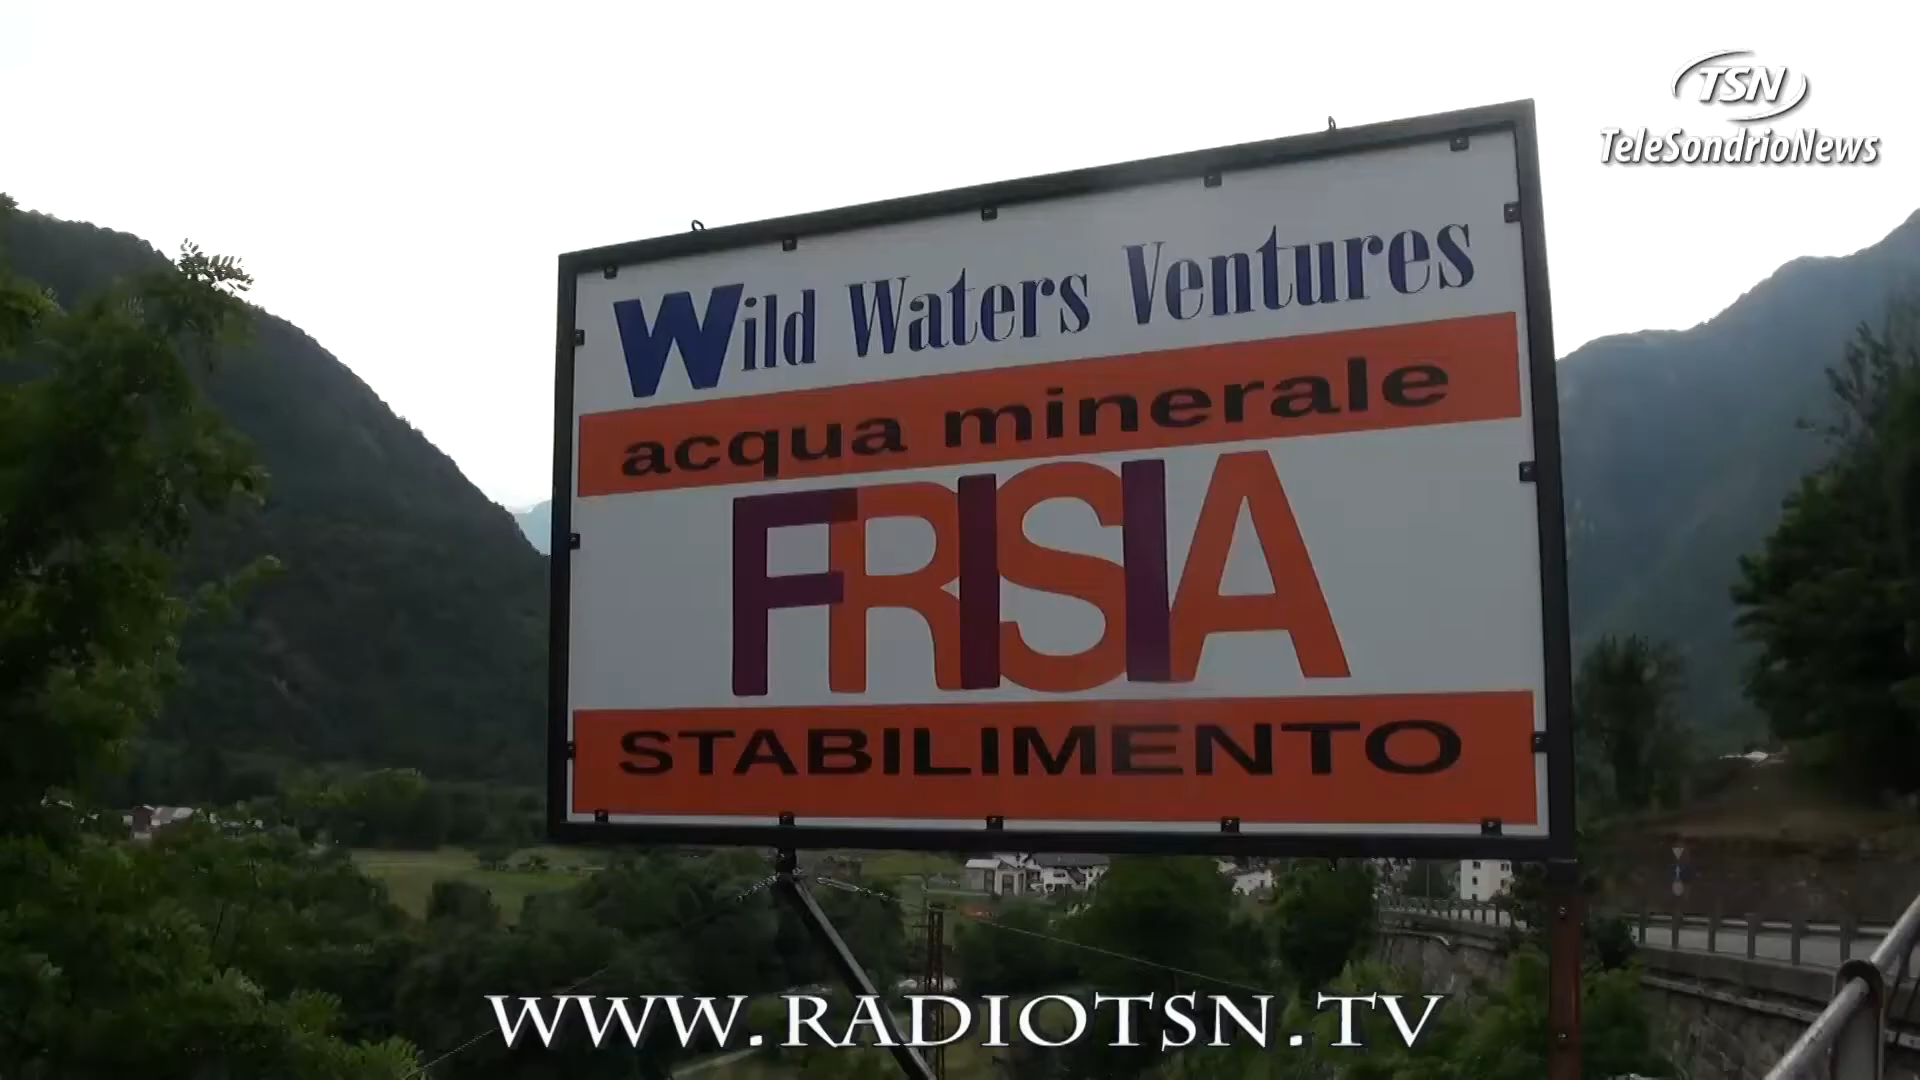 TSN
TeleSondrioNews
Wild Waters Ventures
acqua minerale
FRISIA
STABILIMENTO
WWW.RADIOTSN.TV